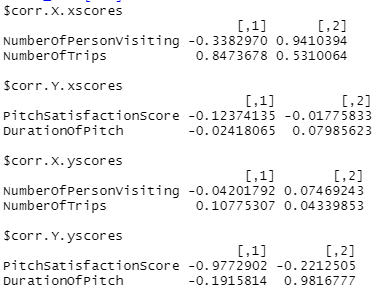 $corr.X.xscores
[,1] [,2]
NumberOfPersonVisiting -0.3382970 0.9410394
NumberOfTrips 0.8473678 0.5310064
$corr.Y.xscores
[,1] [,2]
PitchSatisfactionScore -0.12374135 -0.01775833
DurationOfPitch -0.02418065 0.07985623
$corr.X.yscores
[,1] [,2]
NumberOfPersonVisiting -0.04201792 0.07469243
NumberOfTrips 0.10775307 0.04339853
$corr.Y.yscores
[,1] [,2]
PitchSatisfactionScore -0.9772902 -0.2212505
DurationOfPitch -0.1915814 0.9816777